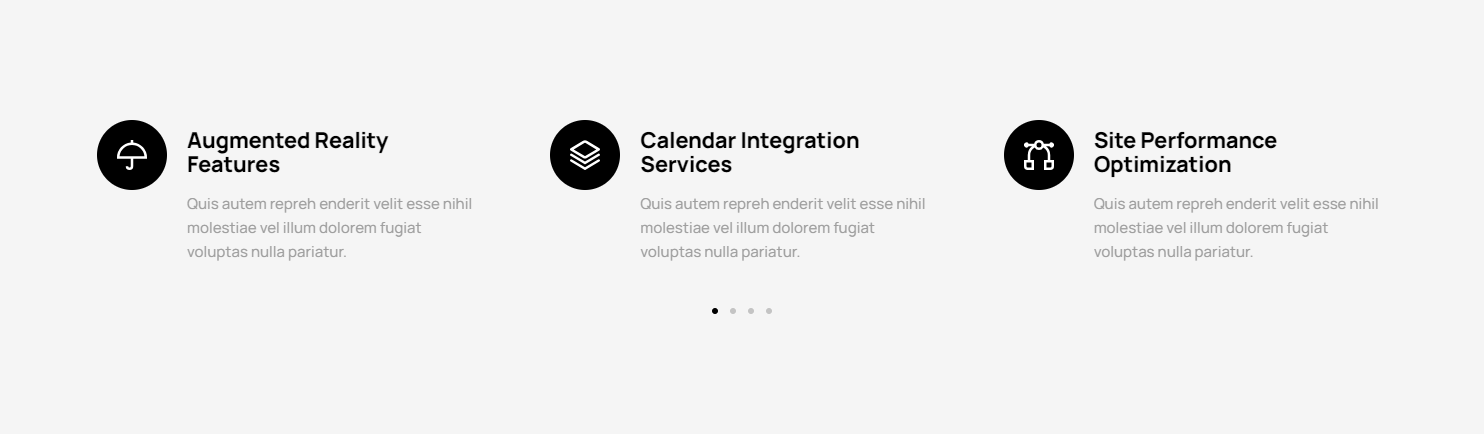 Augmented Reality
Features
Quis autem repreh enderit velit esse nihil
molestiae vel illum dolorem fugiat
voluptas nulla pariatur.
Calendar Integration
Services
Quis autem repreh enderit velit esse nihil
molestiae vel illum dolorem fugiat
voluptas nulla pariatur.
Site Performance
Optimization
Quis autem repreh enderit velit esse nihil
molestiae vel illum dolorem fugiat
voluptas nulla pariatur.